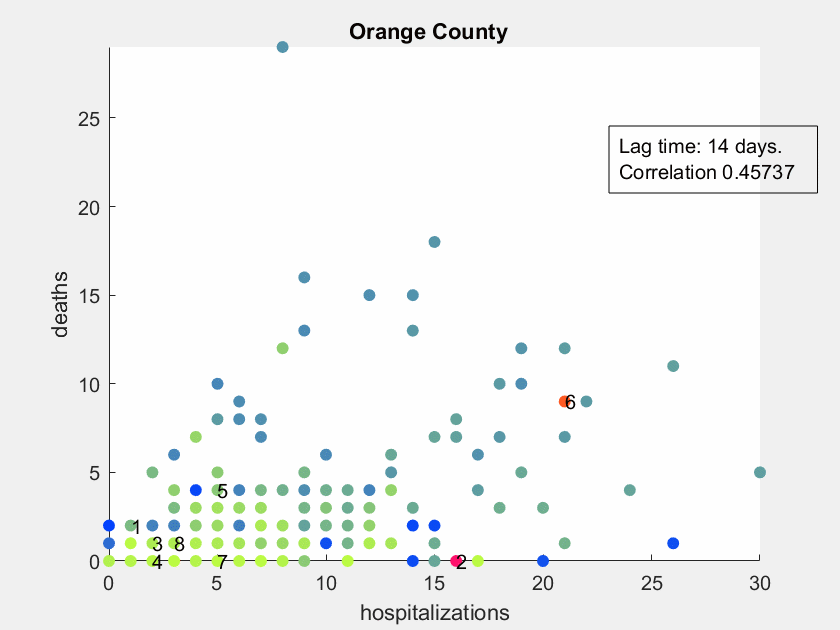 Orange County
Lag time: 14 days.
Correlation 0.45737
deaths
25
20
15
10
5
0
6
5
1
3 8
4 7 2
0 5 10 15 20 25 30
hospitalizations